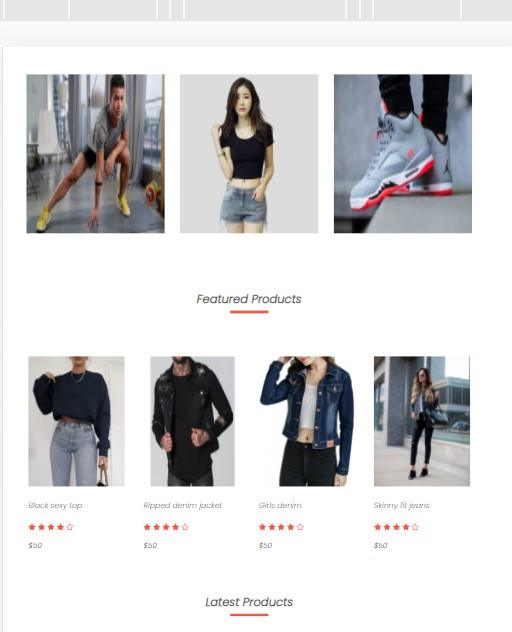 Featured Products
Black sexy top
Ripped denim jacket
Girls denim
Skinny fit jeans
$50
$50
$50
$50
Latest Products